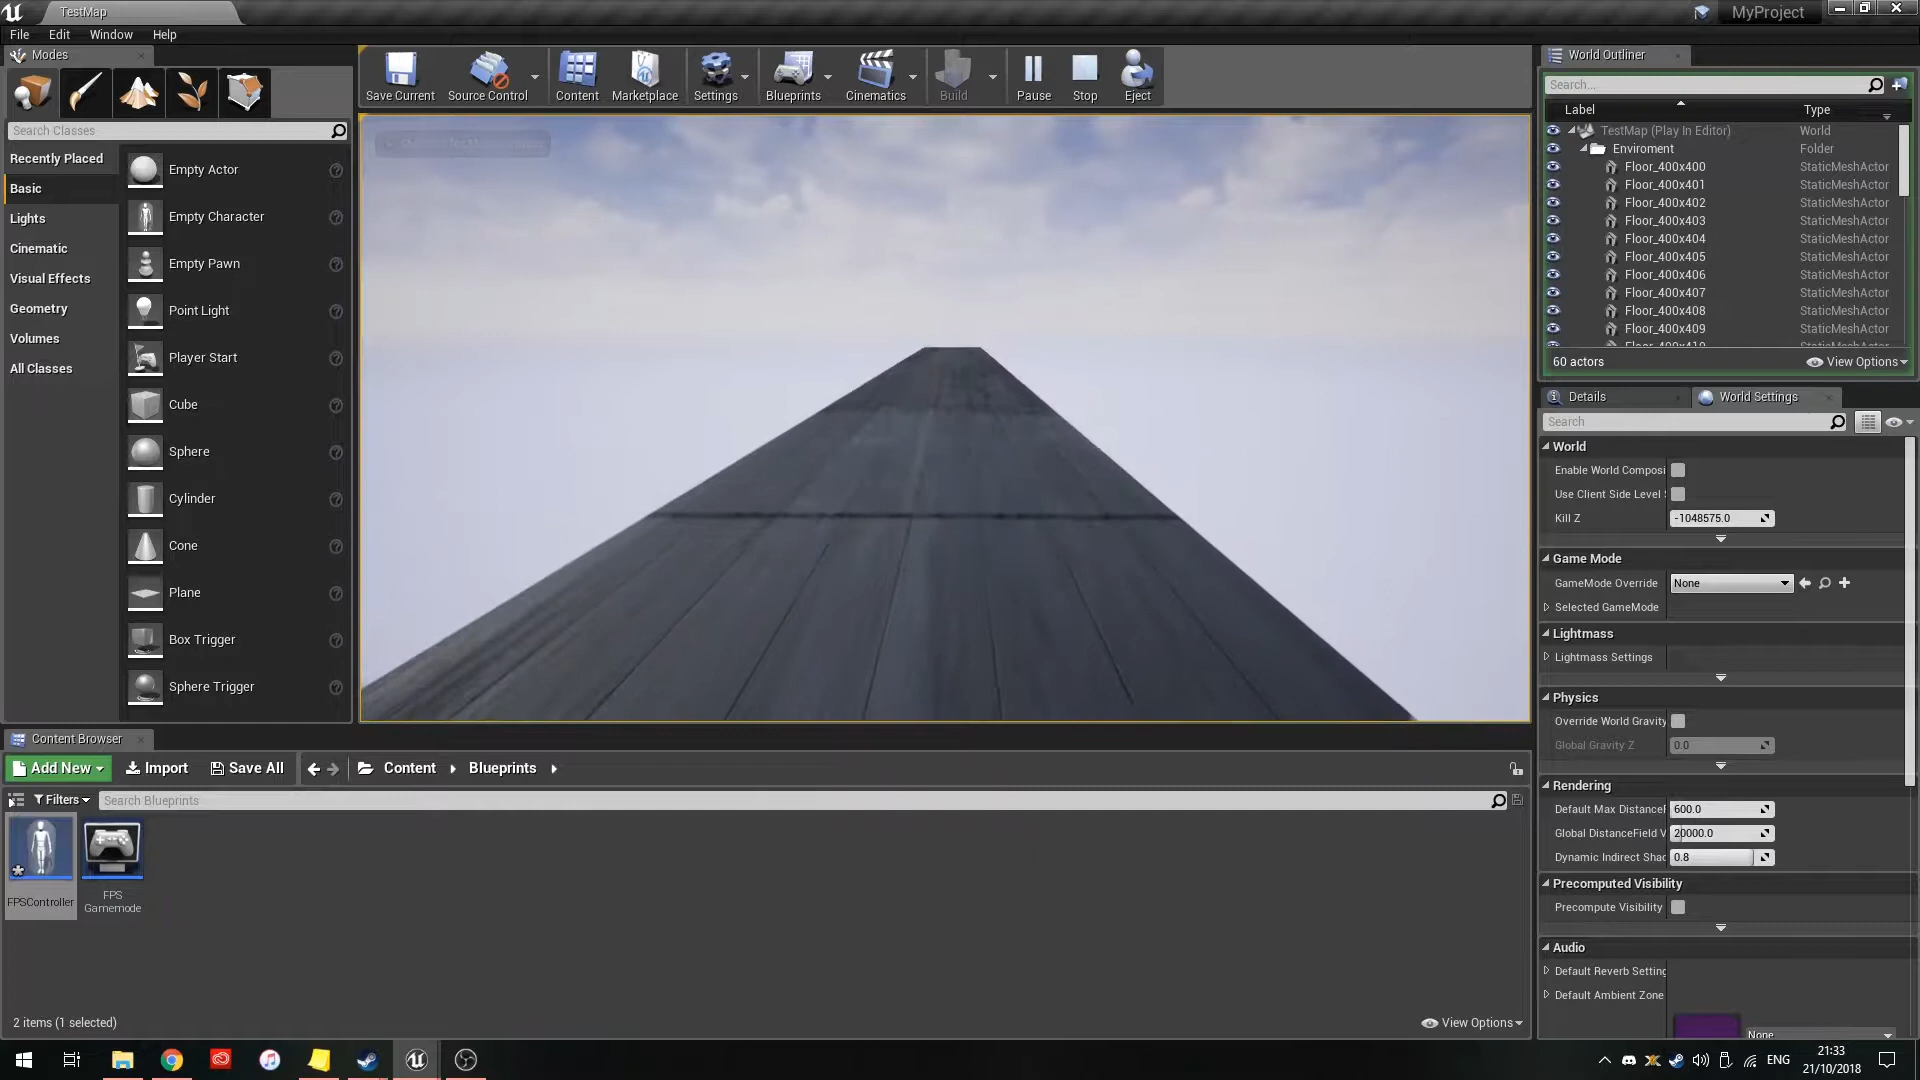 TestMap
MyProject
File Edit Window Help
Modes
Save Current
Source Control
Content
Marketplace
Settings
Blueprints
Cinematics
Build
Pause
Stop
Eject
World Outliner
Search...
Label Type
Search Classes
Recently Placed
Basic
Lights
Cinematic
Visual Effects
Geometry
Volumes
All Classes
Empty Actor
Empty Character
Empty Pawn
Point Light
Player Start
Cube
Sphere
Cylinder
Cone
Plane
Box Trigger
Sphere Trigger
TestMap (Play In Editor) World
Enviroment Folder
Floor_400x400 StaticMeshActor
Floor_400x401 StaticMeshActor
Floor_400x402 StaticMeshActor
Floor_400x403 StaticMeshActor
Floor_400x404 StaticMeshActor
Floor_400x405 StaticMeshActor
Floor_400x406 StaticMeshActor
Floor_400x407 StaticMeshActor
Floor_400x408 StaticMeshActor
Floor_400x409 StaticMeshActor
60 actors View Options
Details
World Settings
Search
World
Enable World Composi
Use Client Side Level
Kill Z -1048575.0
Game Mode
GameMode Override None
Selected GameMode
Lightmass
Lightmass Settings
Physics
Override World Gravity
Global Gravity Z 0.0
Rendering
Default Max DistanceF 600.0
Global DistanceField V 20000.0
Dynamic Indirect Shac 0.8
Precomputed Visibility
Precompute Visibility
Audio
Default Reverb Setting
Default Ambient Zone
None
Content Browser
Add New Import Save All Content Blueprints
Filters Search Blueprints
FPSController
FPS
Gamemode
2 items (1 selected) View Options
ENG
21:33
21/10/2018